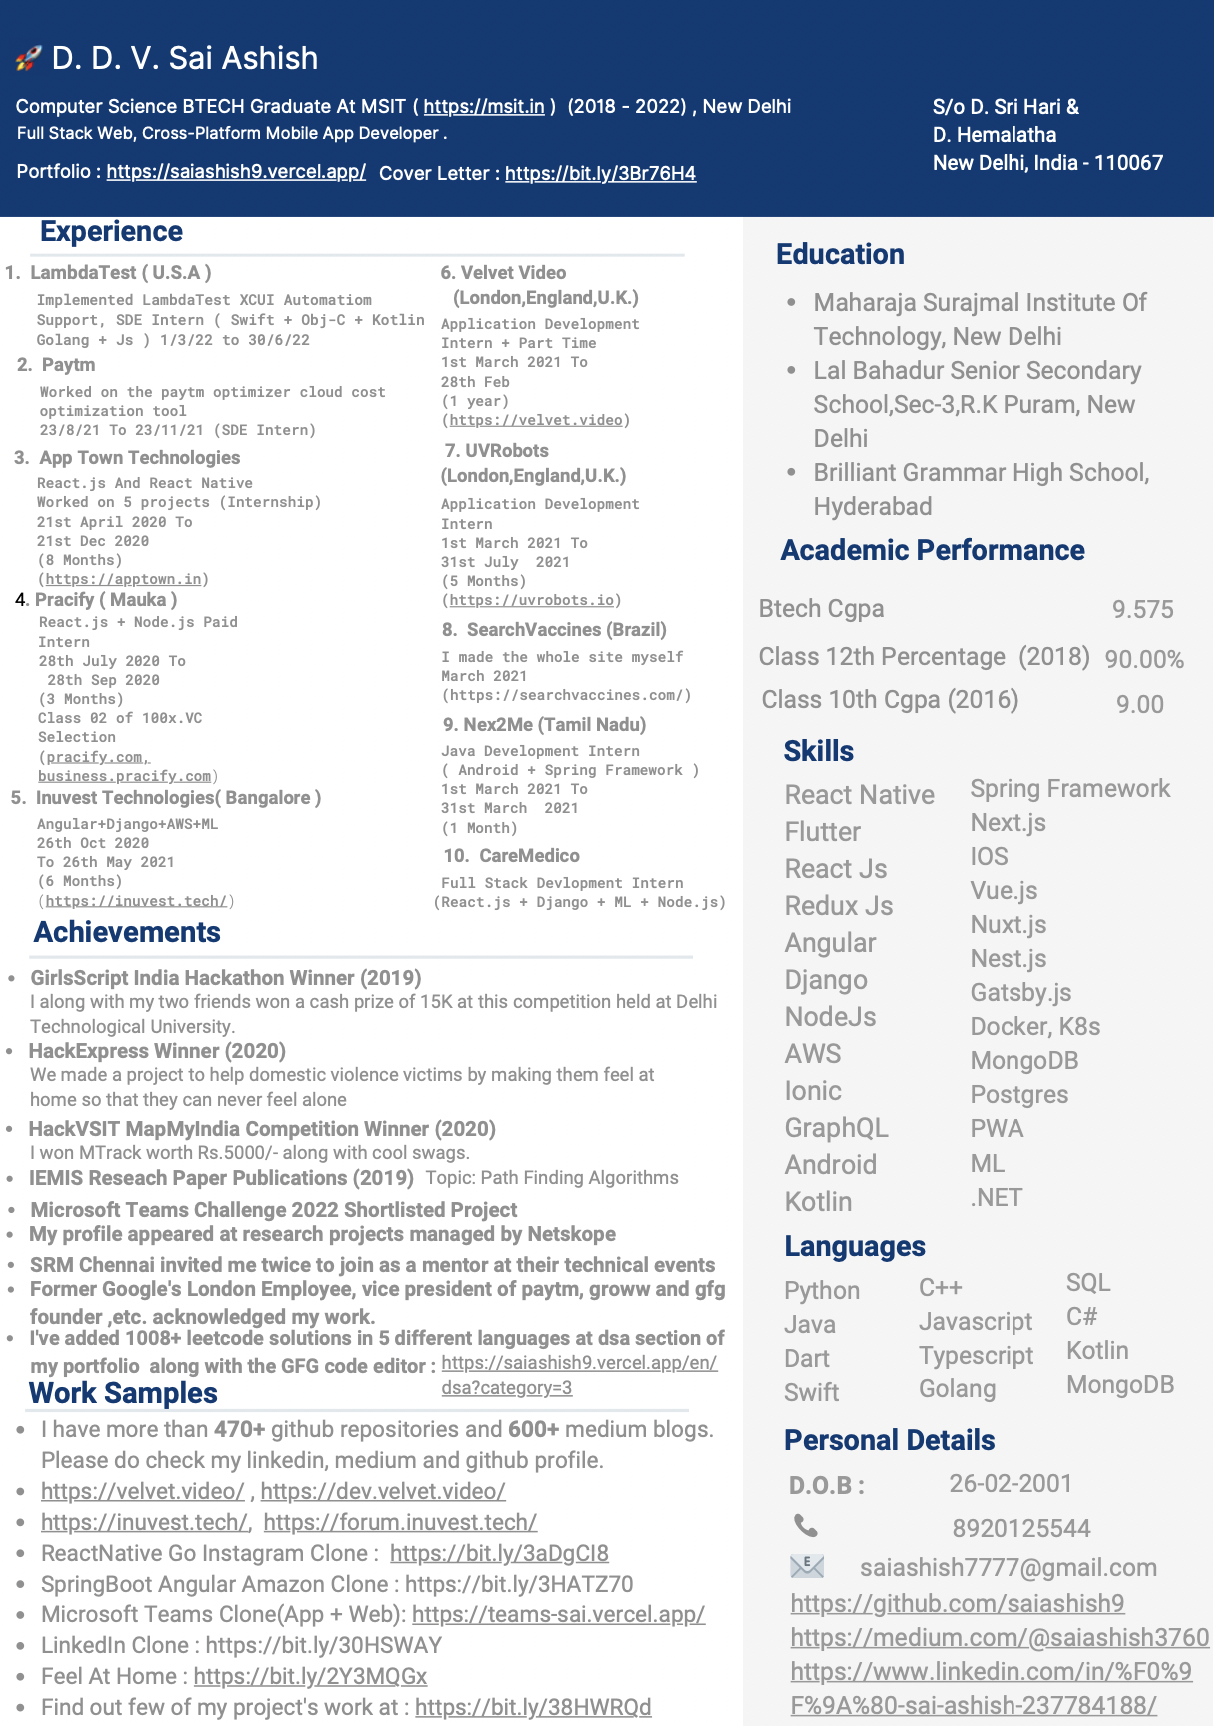 🚀 D. D. V. Sai Ashish
Computer Science BTECH Graduate At MSIT ( https://msit.in )  (2018 - 2022) , New Delhi
Full Stack Web, Cross-Platform Mobile App Developer .
Portfolio : https://saiashish9.vercel.app/  Cover Letter : https://bit.ly/3Br76H4
S/o D. Sri Hari &
D. Hemalatha
New Delhi, India - 110067
Experience
1. LambdaTest ( U.S.A )
Implemented LambdaTest XCUI Automatiom
Support, SDE Intern ( Swift + Obj-C + Kotlin
Golang + Js ) 1/3/22 to 30/6/22
2. Paytm
Worked on the paytm optimizer cloud cost
optimization tool
23/8/21 To 23/11/21 (SDE Intern)
3. App Town Technologies
React.js And React Native
Worked on 5 projects (Internship)
21st April 2020 To
21st Dec 2020
(8 Months)
(https://apptown.in)
4. Pracify ( Mauka )
React.js + Node.js Paid
Intern
28th July 2020 To
28th Sep 2020
(3 Months)
Class 02 of 100x.VC
Selection
(pracify.com,
business.pracify.com)
5. Inuvest Technologies( Bangalore )
Angular+Django+AWS+ML
26th Oct 2020
To 26th May 2021
(6 Months)
(https://inuvest.tech/)
6. Velvet Video
(London,England,U.K.)
Application Development
Intern + Part Time
1st March 2021 To
28th Feb
(1 year)
(https://velvet.video)
7. UVRobots
(London,England,U.K.)
Application Development
Intern
1st March 2021 To
31st July  2021
(5 Months)
(https://uvrobots.io)
8. SearchVaccines (Brazil)
I made the whole site myself
March 2021
(https://searchvaccines.com/)
9. Nex2Me (Tamil Nadu)
Java Development Intern
( Android + Spring Framework )
1st March 2021 To
31st March  2021
(1 Month)
10. CareMedico
Full Stack Devlopment Intern
(React.js + Django + ML + Node.js)
Achievements
• GirlsScript India Hackathon Winner (2019)
I along with my two friends won a cash prize of 15K at this competition held at Delhi
Technological University.
• HackExpress Winner (2020)
We made a project to help domestic violence victims by making them feel at
home so that they can never feel alone
• HackVSIT MapMyIndia Competition Winner (2020)
I won MTrack worth Rs.5000/- along with cool swags.
• IEMIS Reseach Paper Publications (2019)  Topic: Path Finding Algorithms
• Microsoft Teams Challenge 2022 Shortlisted Project
• My profile appeared at research projects managed by Netskope
• SRM Chennai invited me twice to join as a mentor at their technical events
• Former Google's London Employee, vice president of paytm, groww and gfg
founder ,etc. acknowledged my work.
• I've added 1008+ leetcode solutions in 5 different languages at dsa section of
my portfolio  along with the GFG code editor : https://saiashish9.vercel.app/en/
dsa?category=3
Work Samples
• I have more than 470+ github repositories and 600+ medium blogs.
Please do check my linkedin, medium and github profile.
• https://velvet.video/ , https://dev.velvet.video/
• https://inuvest.tech/,  https://forum.inuvest.tech/
• ReactNative Go Instagram Clone :  https://bit.ly/3aDgCI8
• SpringBoot Angular Amazon Clone : https://bit.ly/3HATZ70
• Microsoft Teams Clone(App + Web): https://teams-sai.vercel.app/
• LinkedIn Clone : https://bit.ly/30HSWAY
• Feel At Home : https://bit.ly/2Y3MQGx
• Find out few of my project's work at : https://bit.ly/38HWRQd
Education
• Maharaja Surajmal Institute Of
Technology, New Delhi
• Lal Bahadur Senior Secondary
School,Sec-3,R.K Puram, New
Delhi
• Brilliant Grammar High School,
Hyderabad
Academic Performance
Btech Cgpa 9.575
Class 12th Percentage  (2018) 90.00%
Class 10th Cgpa (2016) 9.00
Skills
React Native
Flutter
React Js
Redux Js
Angular
Django
NodeJs
AWS
Ionic
GraphQL
Android
Kotlin
Spring Framework
Next.js
IOS
Vue.js
Nuxt.js
Nest.js
Gatsby.js
Docker, K8s
MongoDB
Postgres
PWA
ML
.NET
Languages
Python
Java
Dart
Swift
C++
Javascript
Typescript
Golang
SQL
C#
Kotlin
MongoDB
Personal Details
D.O.B : 26-02-2001
8920125544
E saiashish7777@gmail.com
https://github.com/saiashish9
https://medium.com/@saiashish3760
https://www.linkedin.com/in/%F0%9
F%9A%80-sai-ashish-237784188/